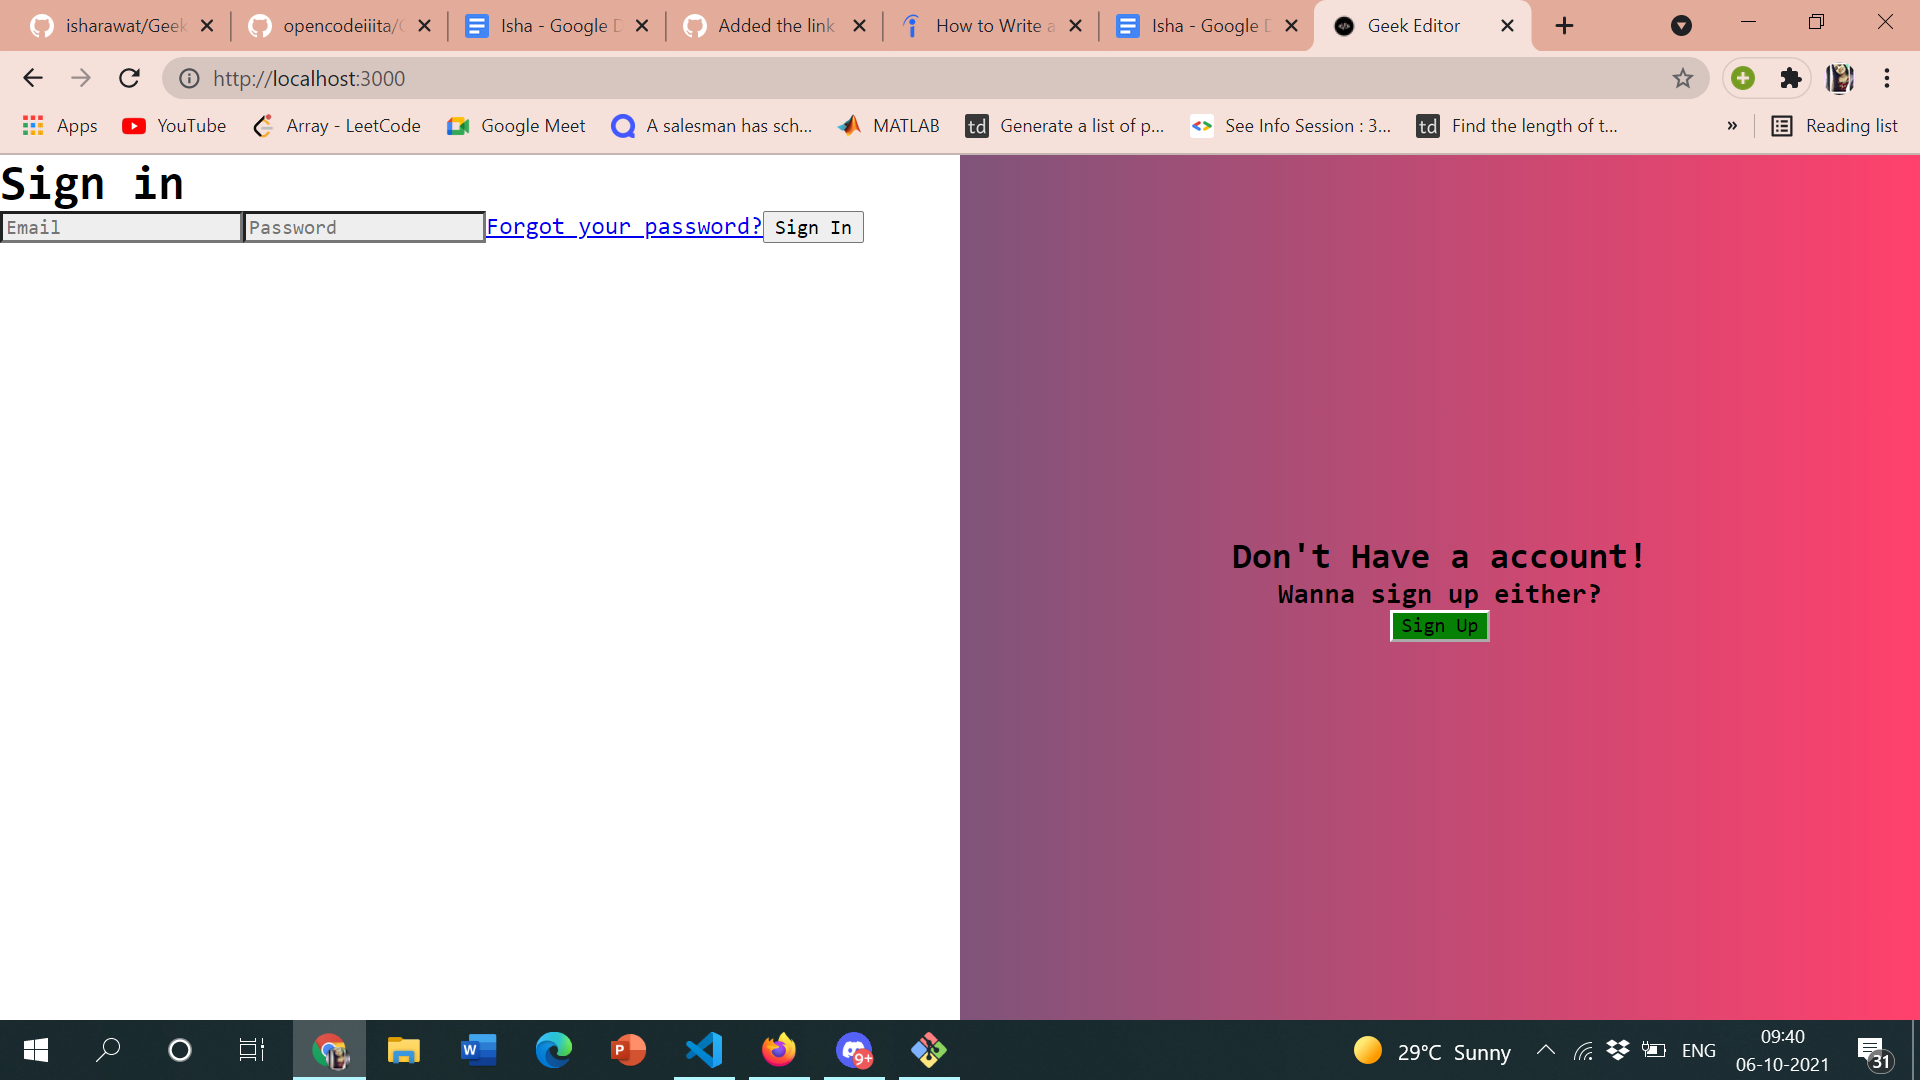 isharawat/Geek
opencodeiiita/
Isha - Google D
Added the link
How to Write a
Isha - Google D
Geek Editor
http://localhost:3000
Apps
YouTube
Array - LeetCode
Google Meet
A salesman has sch...
MATLAB
td
Generate a list of p...
See Info Session : 3...
td
Find the length of t...
»
Reading list
Sign in
Email
Password
Forgot your password?
Sign In
Don't Have a account!
Wanna sign up either?
Sign Up
W
P
9+
29°C Sunny
ENG
09:40
06-10-2021
31